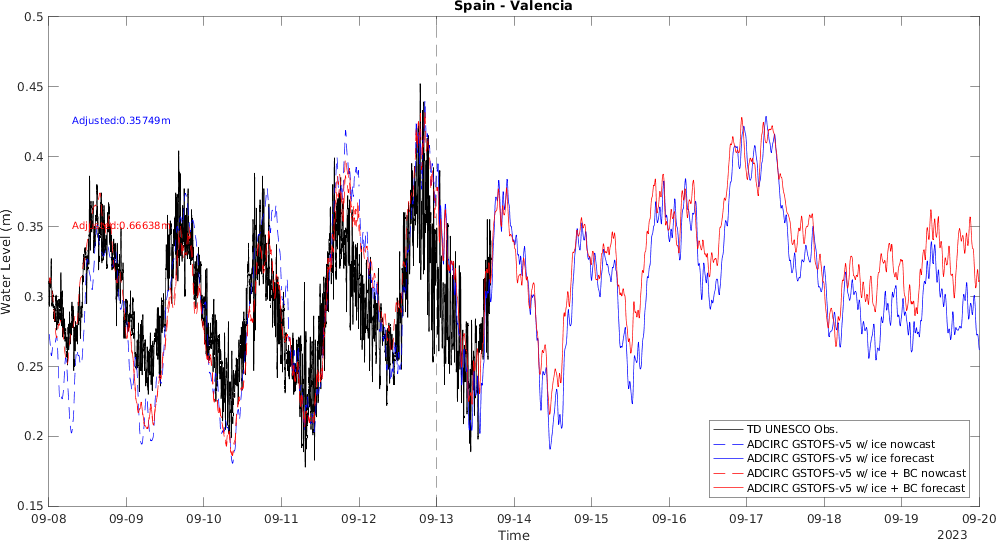 Spain - Valencia
0.5
0.45
0.4
0.35
0.3
0.25
0.2
0.15
Water Level (m)
Adjusted:0.35749m
Adjusted:0.66638m
TD UNESCO Obs.
ADCIRC GSTOFS-v5 w/ ice nowcast
ADCIRC GSTOFS-v5 w/ ice forecast
ADCIRC GSTOFS-v5 w/ ice + BC nowcast
ADCIRC GSTOFS-v5 w/ ice + BC forecast
09-08 09-09 09-10 09-11 09-12 09-13 09-14 09-15 09-16 09-17 09-18 09-19 09-20
Time
2023